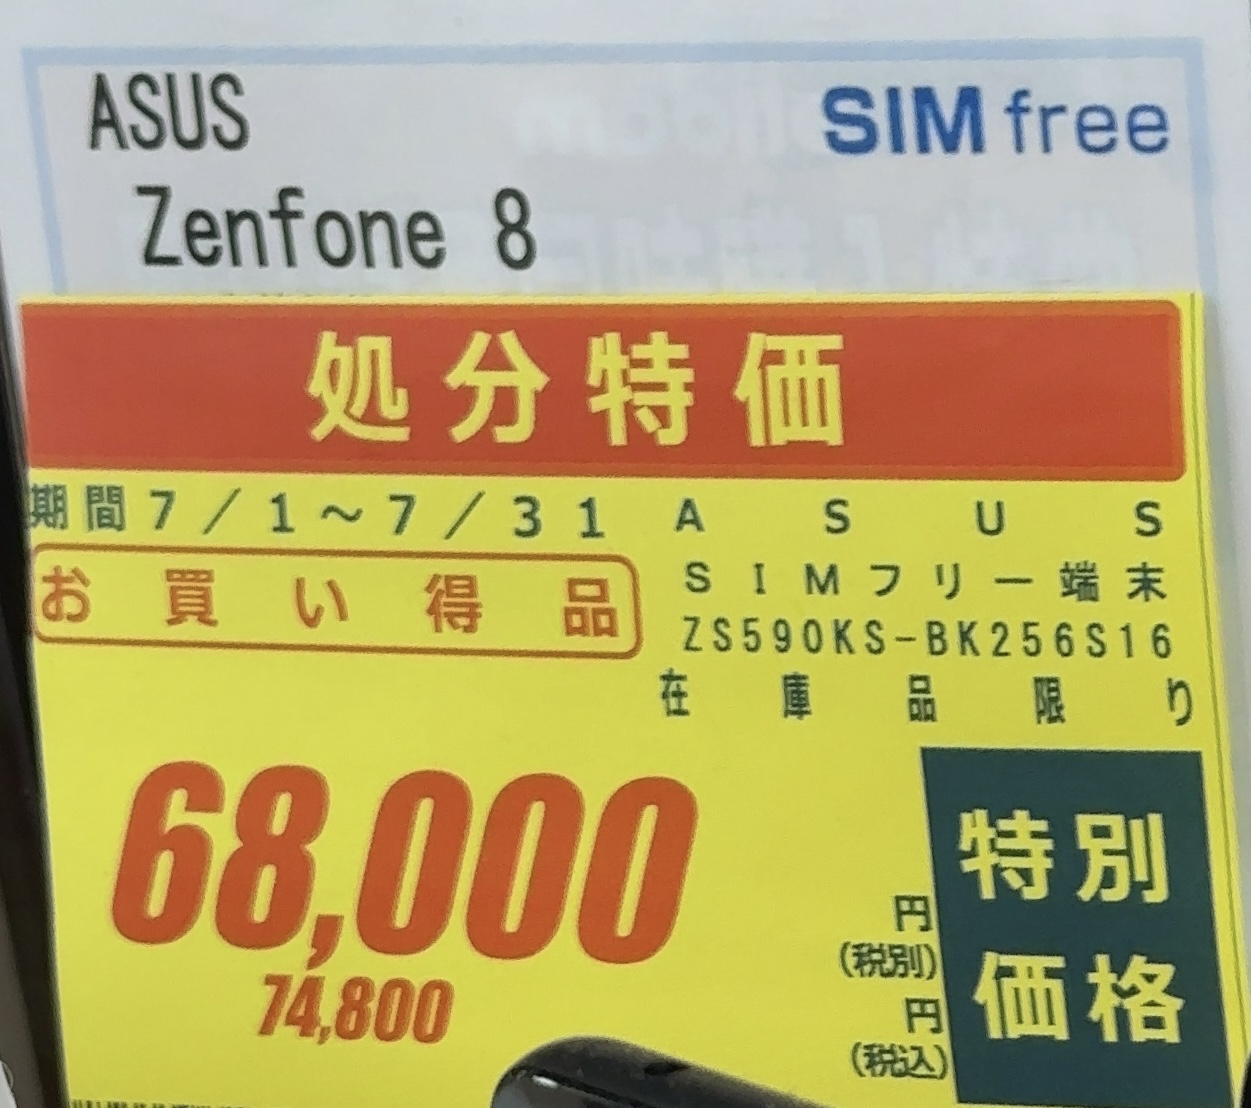 ASUS
SIM free
Zenfone 8
処分特価
期間7/1～7/31
お買い得品
ASUS
SIMフリー端末
ZS590KS-BK256S16
在庫品限り
68,000
円
(税別)
74,800
円
(税込)
特別
価格